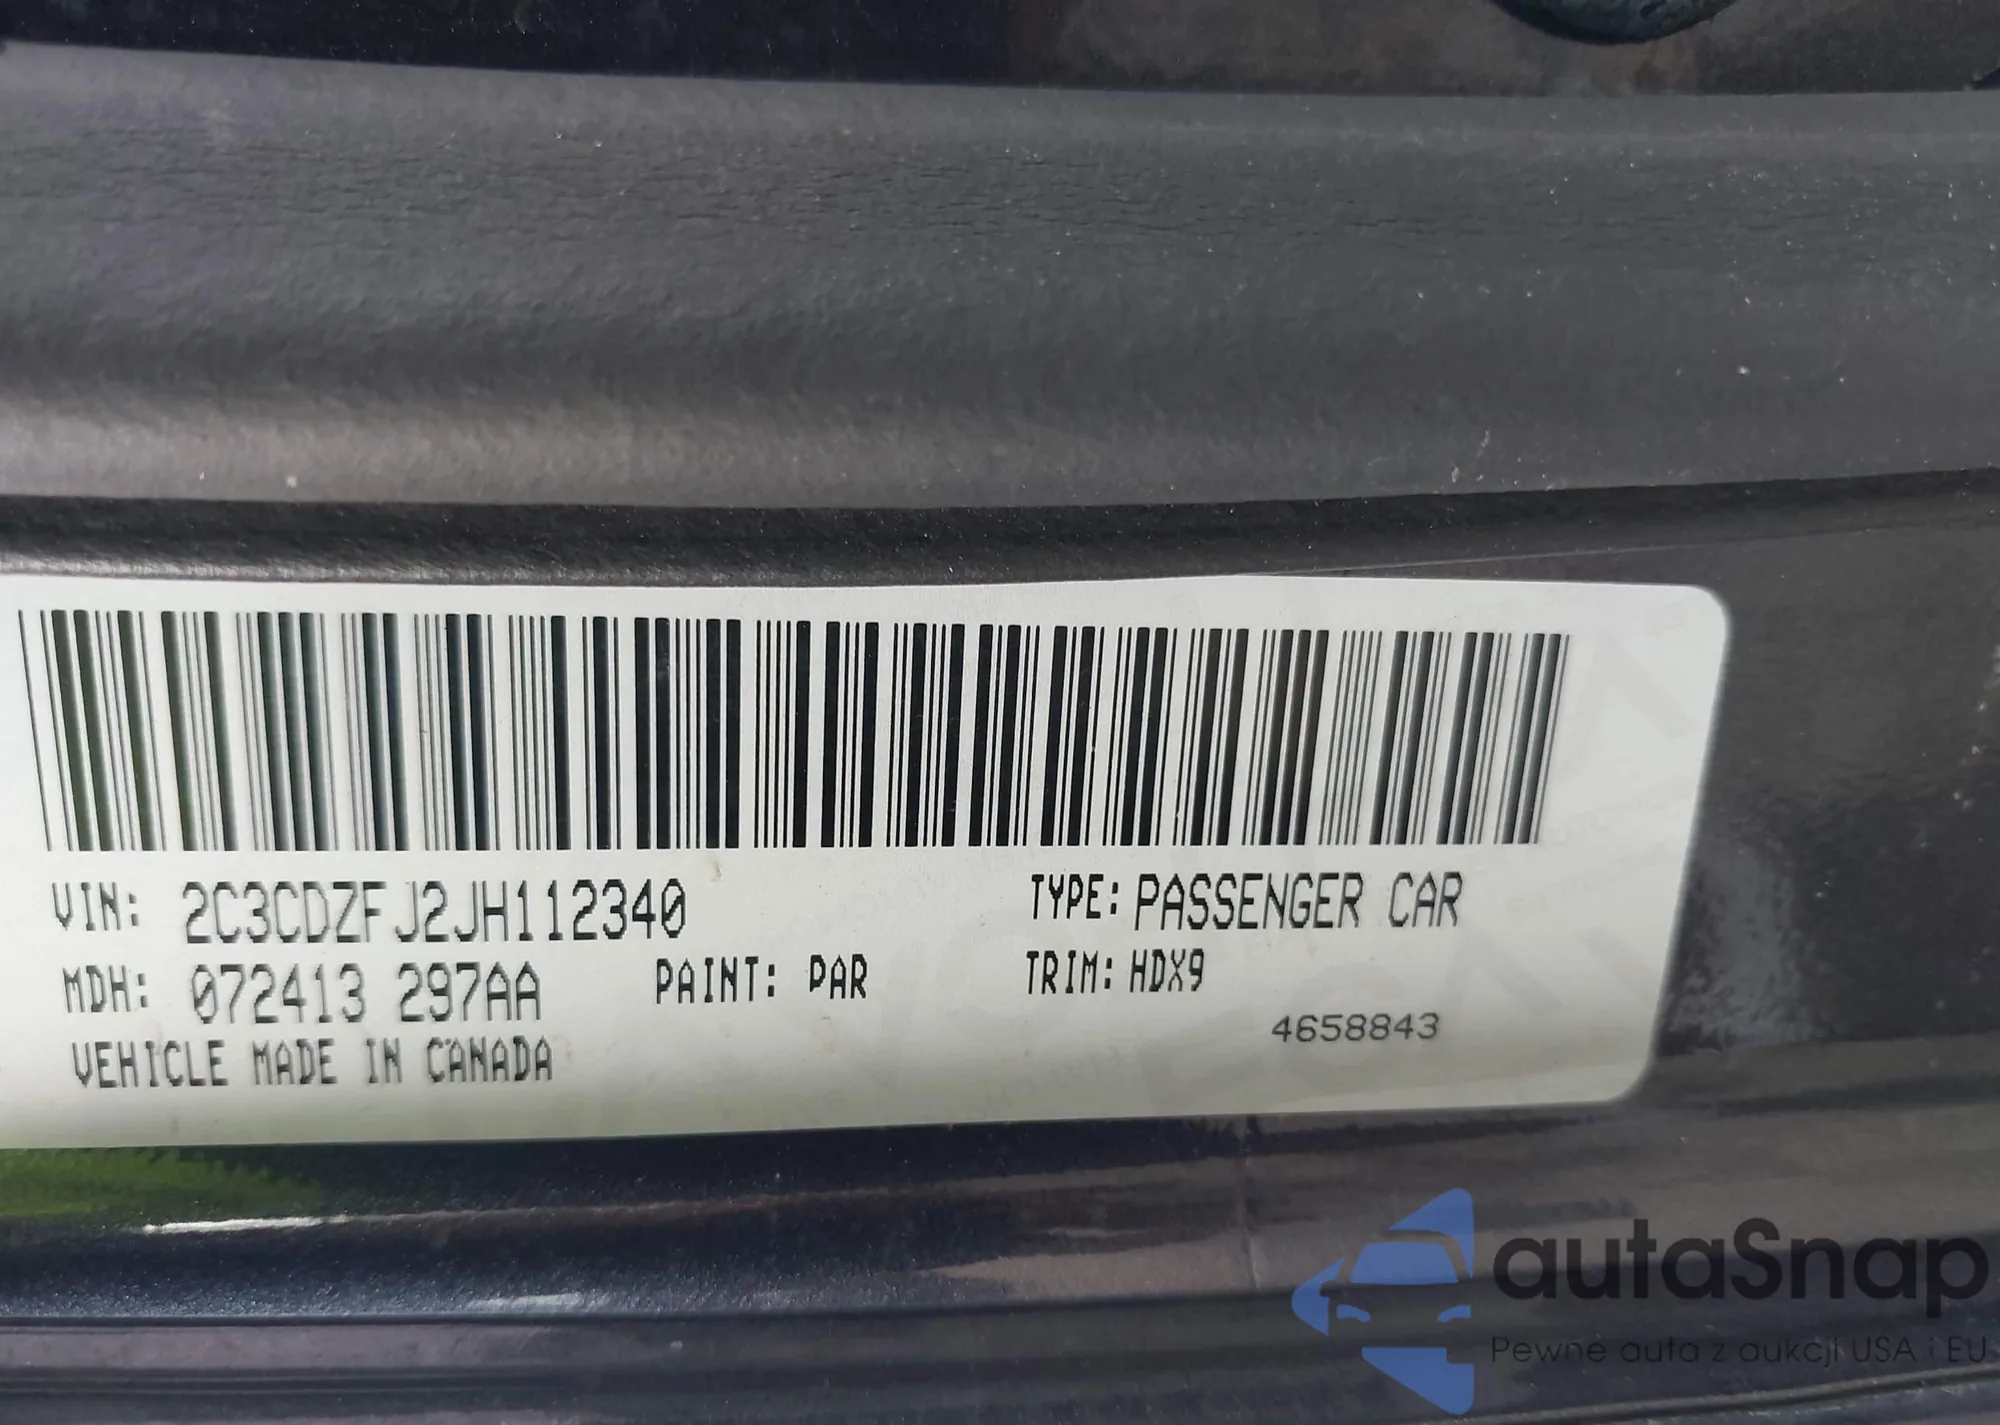 VIN: 2C3CDZFJ2JH112340 TYPE: PASSENGER CAR
MDH: 072413 297AA PAINT: PAR TRIM: HDX9
VEHICLE MADE IN CANADA 4658843
autaSnap
Pewne auta z aukcji USA i EU